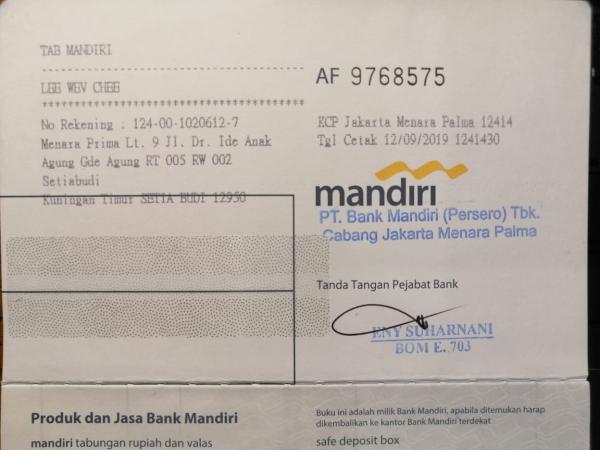 TAB MANDIRI
LEE WEV CHEE
****************************************
No Rekening : 124-00-1020612-7
Menara Prima Lt. 9 Jl. Dr. Ide Anak
Agung Gde Agung RT 005 RW 002
Setiabudi
Kuningan Timur SETIA BUDI 12950
AF 9768575
KCP Jakarta Menara Palma 12414
Tgl Cetak 12/09/2019 1241430
mandiri
PT. Bank Mandiri (Persero) Tbk.
Cabang Jakarta Menara Palma
Tanda Tangan Pejabat Bank
ENY SUHARNANI
BOM E. 703
Produk dan Jasa Bank Mandiri
mandiri tabungan rupiah dan valas
Buku ini adalah milik Bank Mandiri, apabila ditemukan harap
dikembalikan ke kantor Bank Mandiri terdekat
safe deposit box